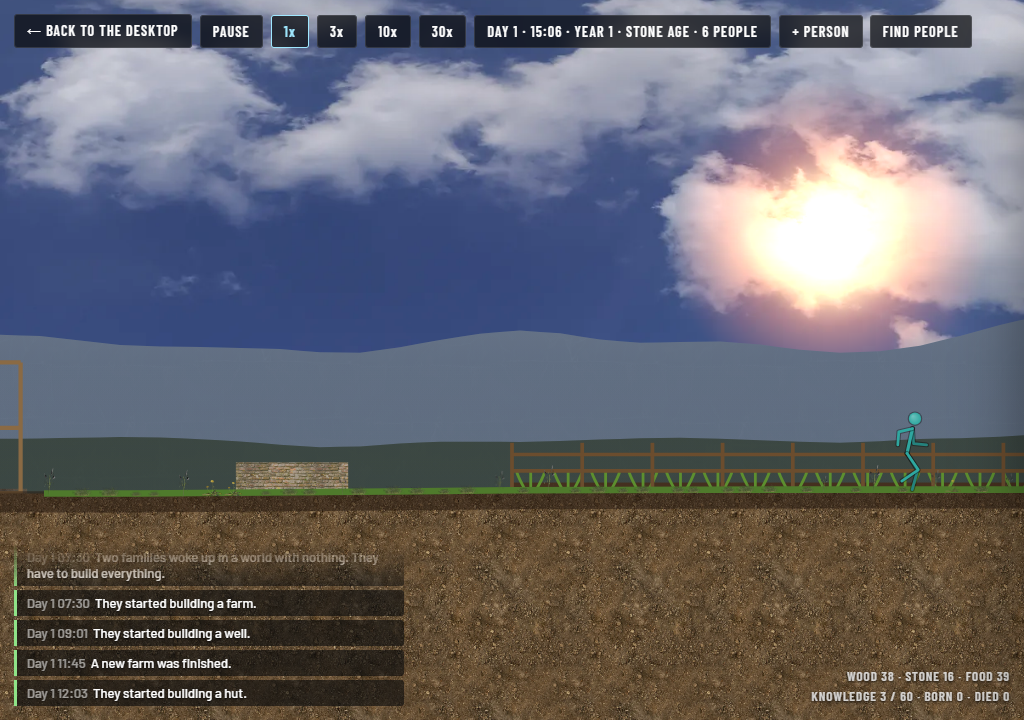 ← BACK TO THE DESKTOP
PAUSE
1x
3x
10x
30x
DAY 1 · 15:06 · YEAR 1 · STONE AGE · 6 PEOPLE
+ PERSON
FIND PEOPLE
Day 1 07:30 Two families woke up in a world with nothing. They
have to build everything.
Day 1 07:30 They started building a farm.
Day 1 09:01 They started building a well.
Day 1 11:45 A new farm was finished.
Day 1 12:03 They started building a hut.
WOOD 38 · STONE 16 · FOOD 39
KNOWLEDGE 3 / 60 · BORN 0 · DIED 0